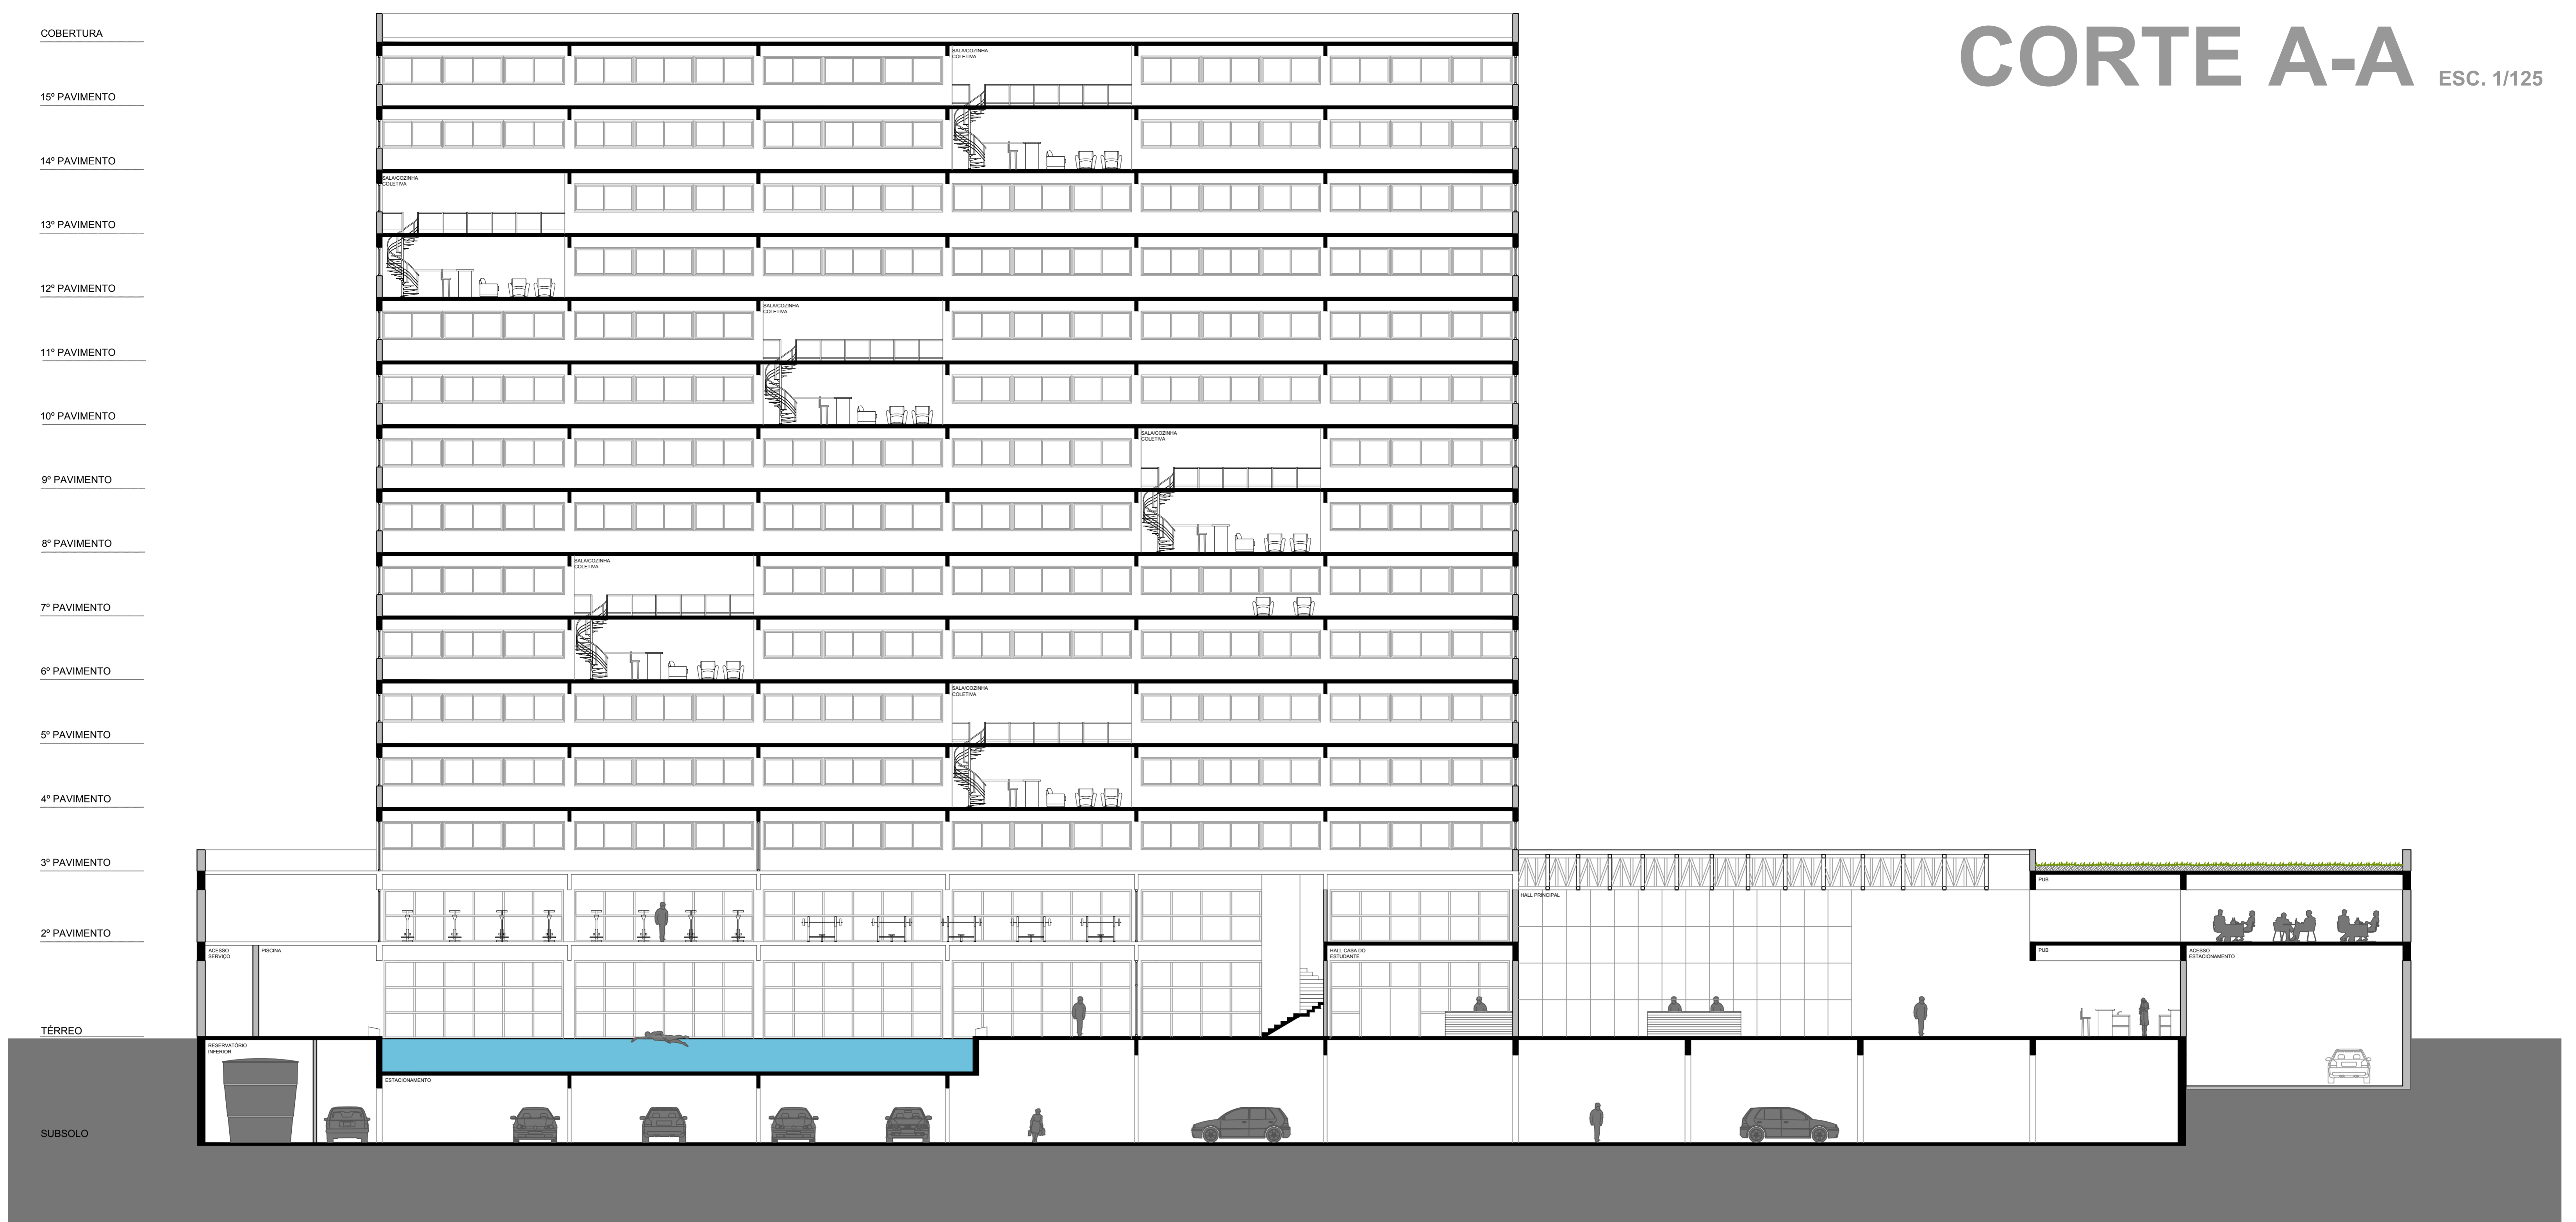 CORTE A-A ESC. 1/125
COBERTURA
SALA/COZINHA
COLETIVA
15º PAVIMENTO
14º PAVIMENTO
SALA/COZINHA
COLETIVA
13º PAVIMENTO
12º PAVIMENTO
SALA/COZINHA
COLETIVA
11º PAVIMENTO
10º PAVIMENTO
SALA/COZINHA
COLETIVA
9º PAVIMENTO
8º PAVIMENTO
SALA/COZINHA
COLETIVA
7º PAVIMENTO
6º PAVIMENTO
SALA/COZINHA
COLETIVA
5º PAVIMENTO
4º PAVIMENTO
3º PAVIMENTO
PUB
HALL PRINCIPAL
2º PAVIMENTO
ACESSO
SERVIÇO
PISCINA
HALL CASA DO
ESTUDANTE
PUB
ACESSO
ESTACIONAMENTO
TÉRREO
RESERVATÓRIO
INFERIOR
ESTACIONAMENTO
SUBSOLO